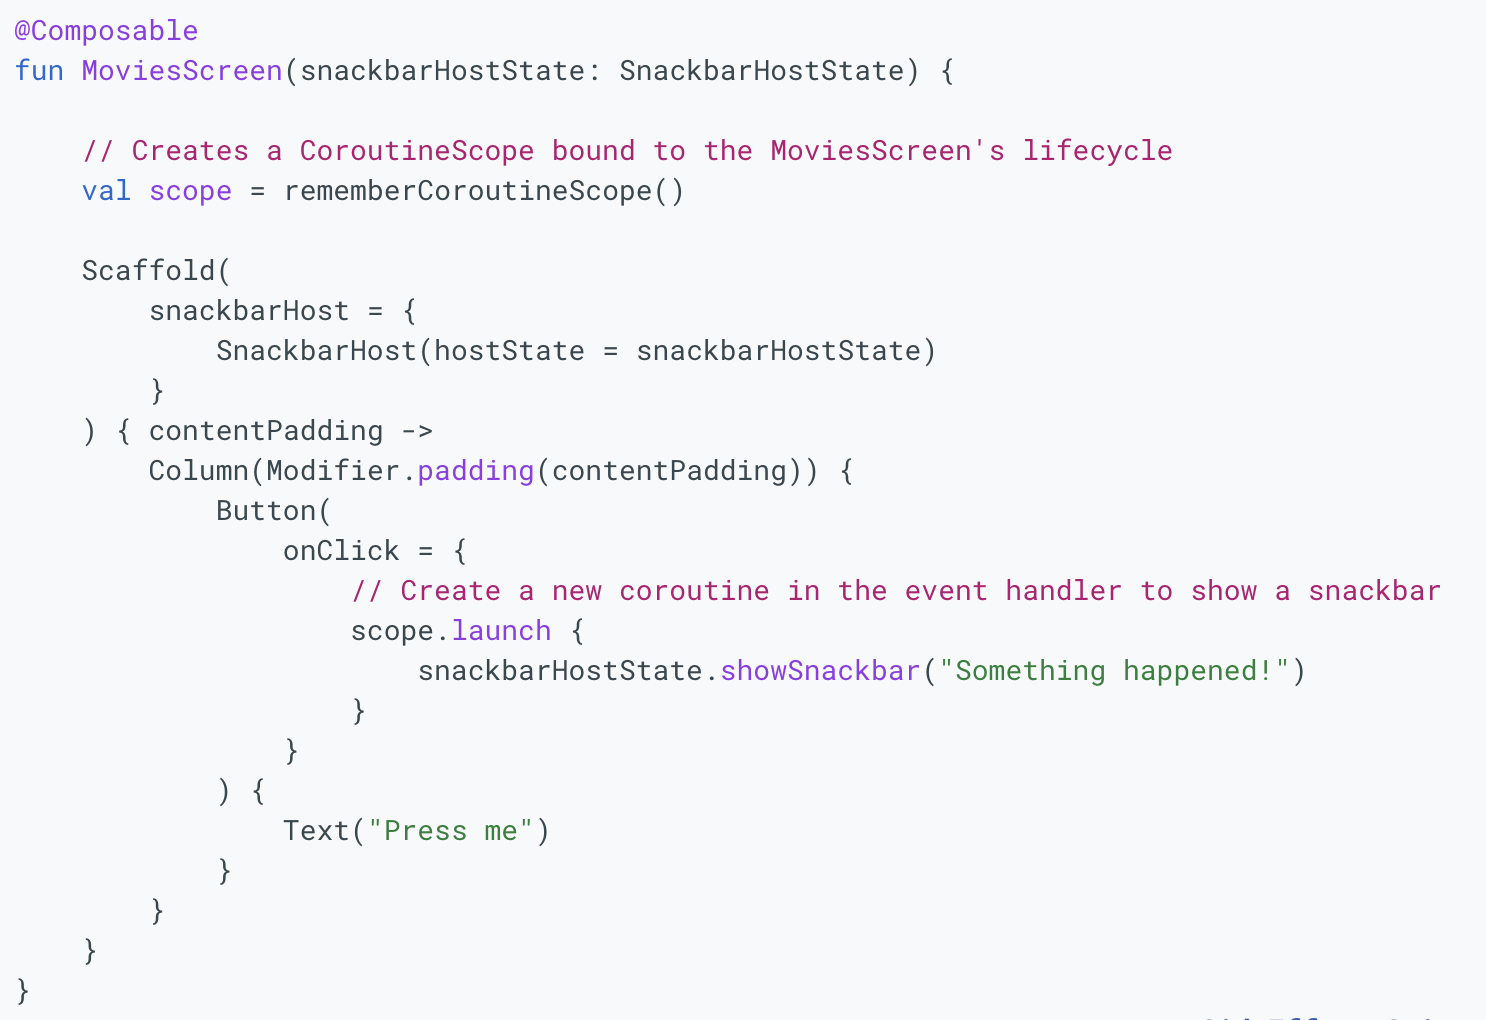 @Composable
fun MoviesScreen(snackbarHostState: SnackbarHostState) {

    // Creates a CoroutineScope bound to the MoviesScreen's lifecycle
    val scope = rememberCoroutineScope()

    Scaffold(
        snackbarHost = {
            SnackbarHost(hostState = snackbarHostState)
        }
    ) { contentPadding ->
        Column(Modifier.padding(contentPadding)) {
            Button(
                onClick = {
                    // Create a new coroutine in the event handler to show a snackbar
                    scope.launch {
                        snackbarHostState.showSnackbar("Something happened!")
                    }
                }
            ) {
                Text("Press me")
            }
        }
    }
}